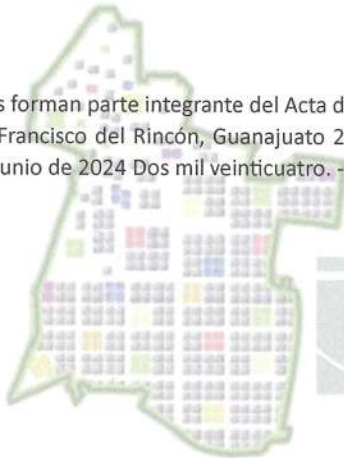 s forman parte integrante del Acta d
Francisco del Rincón, Guanajuato 2
unio de 2024 Dos mil veinticuatro. -